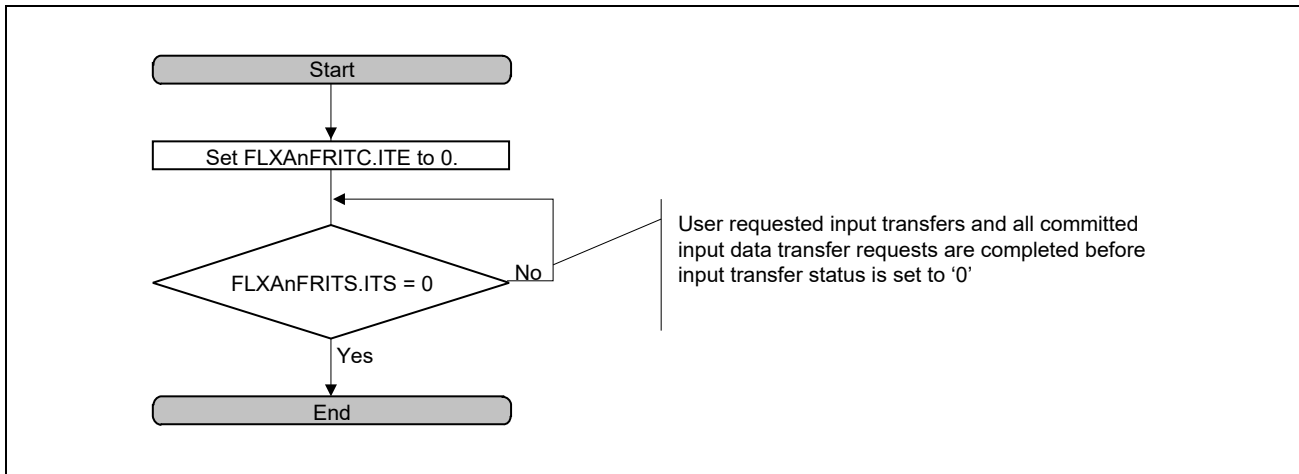 Start
Set FLXAnFRITC.ITE to 0.
FLXAnFRITS.ITS = 0
No
User requested input transfers and all committed
input data transfer requests are completed before
input transfer status is set to ‘0’
Yes
End